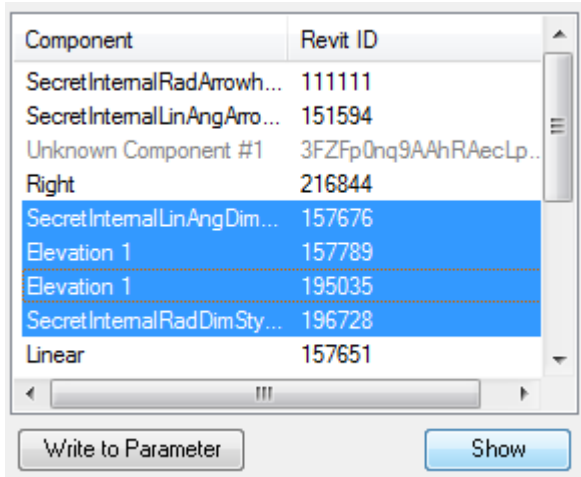 Component Revit ID
SecretInternalRadArrowh... 111111
SecretInternalLinAngArro... 151594
Unknown Component #1 3FZFp0nq9AAhRAecLp...
Right 216844
SecretInternalLinAngDim... 157676
Elevation 1 157789
Elevation 1 195035
SecretInternalRadDimSty... 196728
Linear 157651
Write to Parameter Show